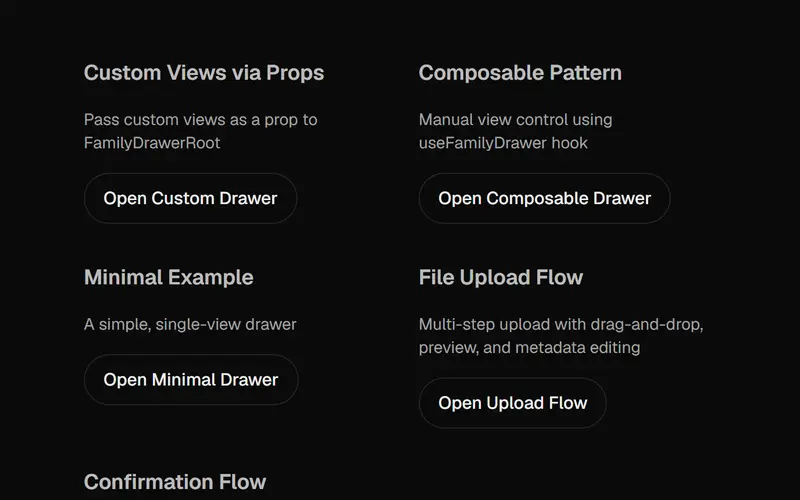 Custom Views via Props
Pass custom views as a prop to
FamilyDrawerRoot
Open Custom Drawer
Composable Pattern
Manual view control using
useFamilyDrawer hook
Open Composable Drawer
Minimal Example
A simple, single-view drawer
Open Minimal Drawer
File Upload Flow
Multi-step upload with drag-and-drop,
preview, and metadata editing
Open Upload Flow
Confirmation Flow